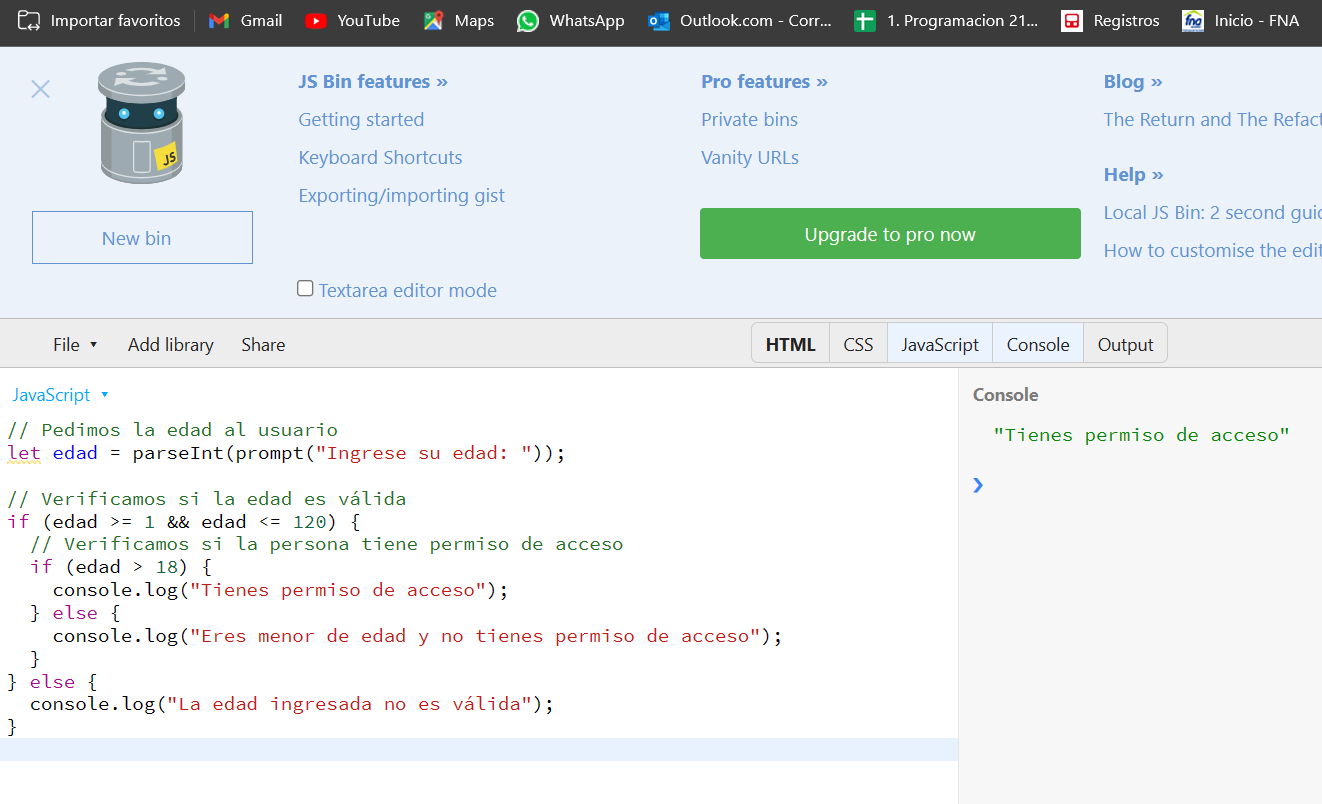 Importar favoritos Gmail YouTube Maps WhatsApp Outlook.com - Corr... 1. Programacion 21... Registros fna Inicio - FNA
JS
New bin
JS Bin features »
Getting started
Keyboard Shortcuts
Exporting/importing gist
Textarea editor mode
Pro features »
Private bins
Vanity URLs
Upgrade to pro now
Blog »
The Return and The Refact
Help »
Local JS Bin: 2 second guid
How to customise the edit
File ▾ Add library Share HTML CSS JavaScript Console Output
JavaScript ▾
// Pedimos la edad al usuario
let edad = parseInt(prompt("Ingrese su edad: "));
// Verificamos si la edad es válida
if (edad >= 1 && edad <= 120) {
  // Verificamos si la persona tiene permiso de acceso
  if (edad > 18) {
    console.log("Tienes permiso de acceso");
  } else {
    console.log("Eres menor de edad y no tienes permiso de acceso");
  }
} else {
  console.log("La edad ingresada no es válida");
}
Console
"Tienes permiso de acceso"
❯